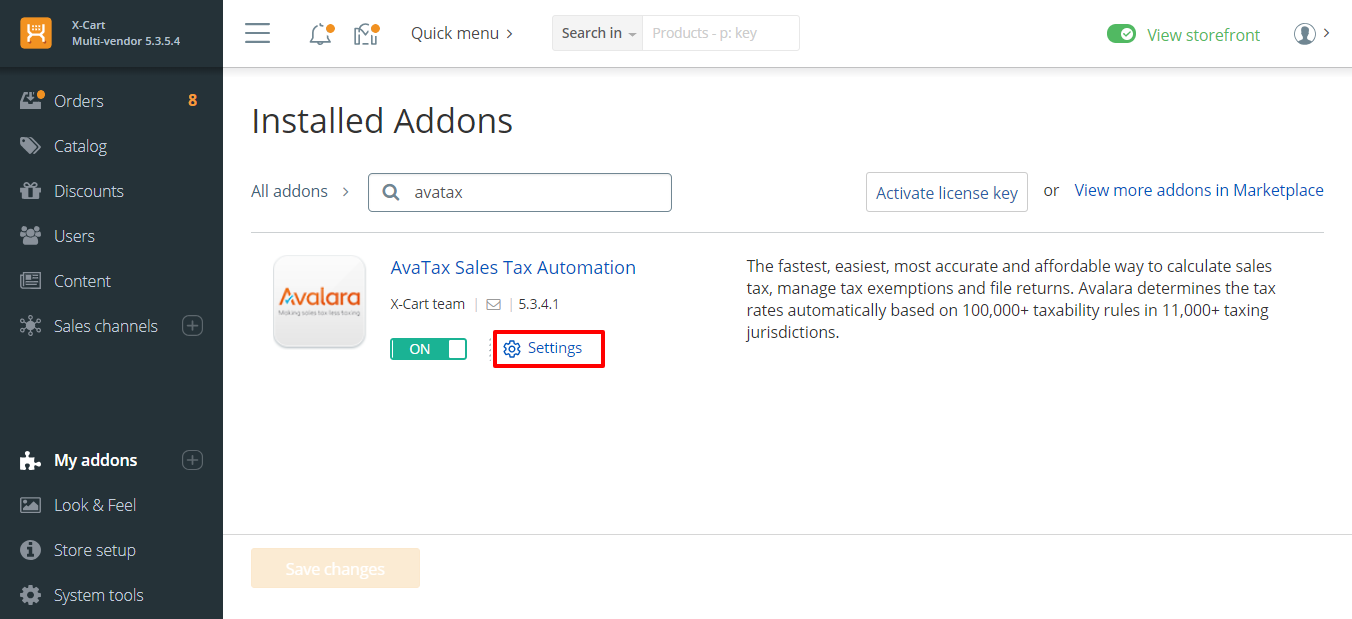 X-Cart
Multi-vendor 5.3.5.4
Quick menu
Search in
Products - p: key
View storefront
Orders 8
Catalog
Discounts
Users
Content
Sales channels
My addons
Look & Feel
Store setup
System tools
Installed Addons
All addons
avatax
Activate license key or View more addons in Marketplace
Avalara
Making sales tax less taxing
AvaTax Sales Tax Automation
X-Cart team | | 5.3.4.1
ON
Settings
The fastest, easiest, most accurate and affordable way to calculate sales
tax, manage tax exemptions and file returns. Avalara determines the tax
rates automatically based on 100,000+ taxability rules in 11,000+ taxing
jurisdictions.
Save changes